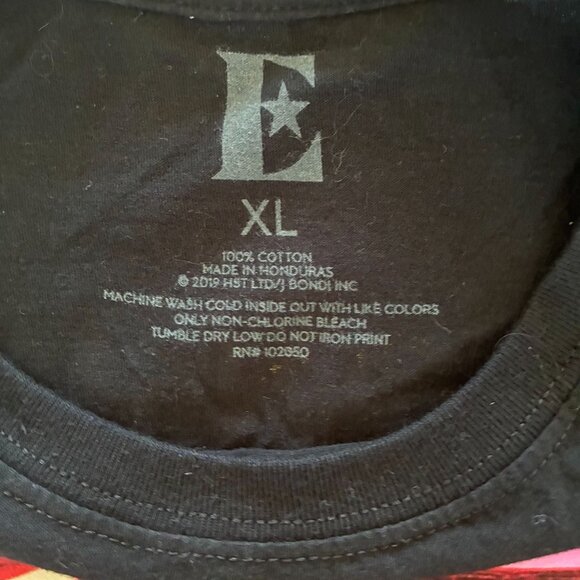 E
XL
100% COTTON
MADE IN HONDURAS
© 2019 HST LTD/J BONDI INC
MACHINE WASH COLD INSIDE OUT WITH LIKE COLORS
ONLY NON-CHLORINE BLEACH
TUMBLE DRY LOW DO NOT IRON PRINT
RN# 102350